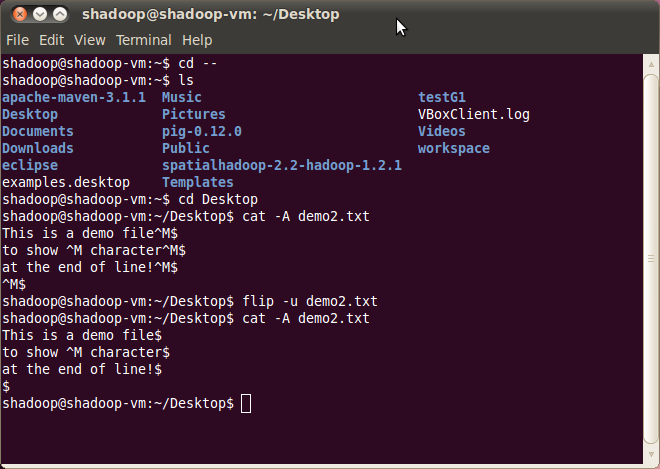 shadoop@shadoop-vm: ~/Desktop
File Edit View Terminal Help
shadoop@shadoop-vm:~$ cd --
shadoop@shadoop-vm:~$ ls
apache-maven-3.1.1 Music testG1
Desktop Pictures VBoxClient.log
Documents pig-0.12.0 Videos
Downloads Public workspace
eclipse spatialhadoop-2.2-hadoop-1.2.1
examples.desktop Templates
shadoop@shadoop-vm:~$ cd Desktop
shadoop@shadoop-vm:~/Desktop$ cat -A demo2.txt
This is a demo file^M$
to show ^M character^M$
at the end of line!^M$
^M$
shadoop@shadoop-vm:~/Desktop$ flip -u demo2.txt
shadoop@shadoop-vm:~/Desktop$ cat -A demo2.txt
This is a demo file$
to show ^M character$
at the end of line!$
$
shadoop@shadoop-vm:~/Desktop$